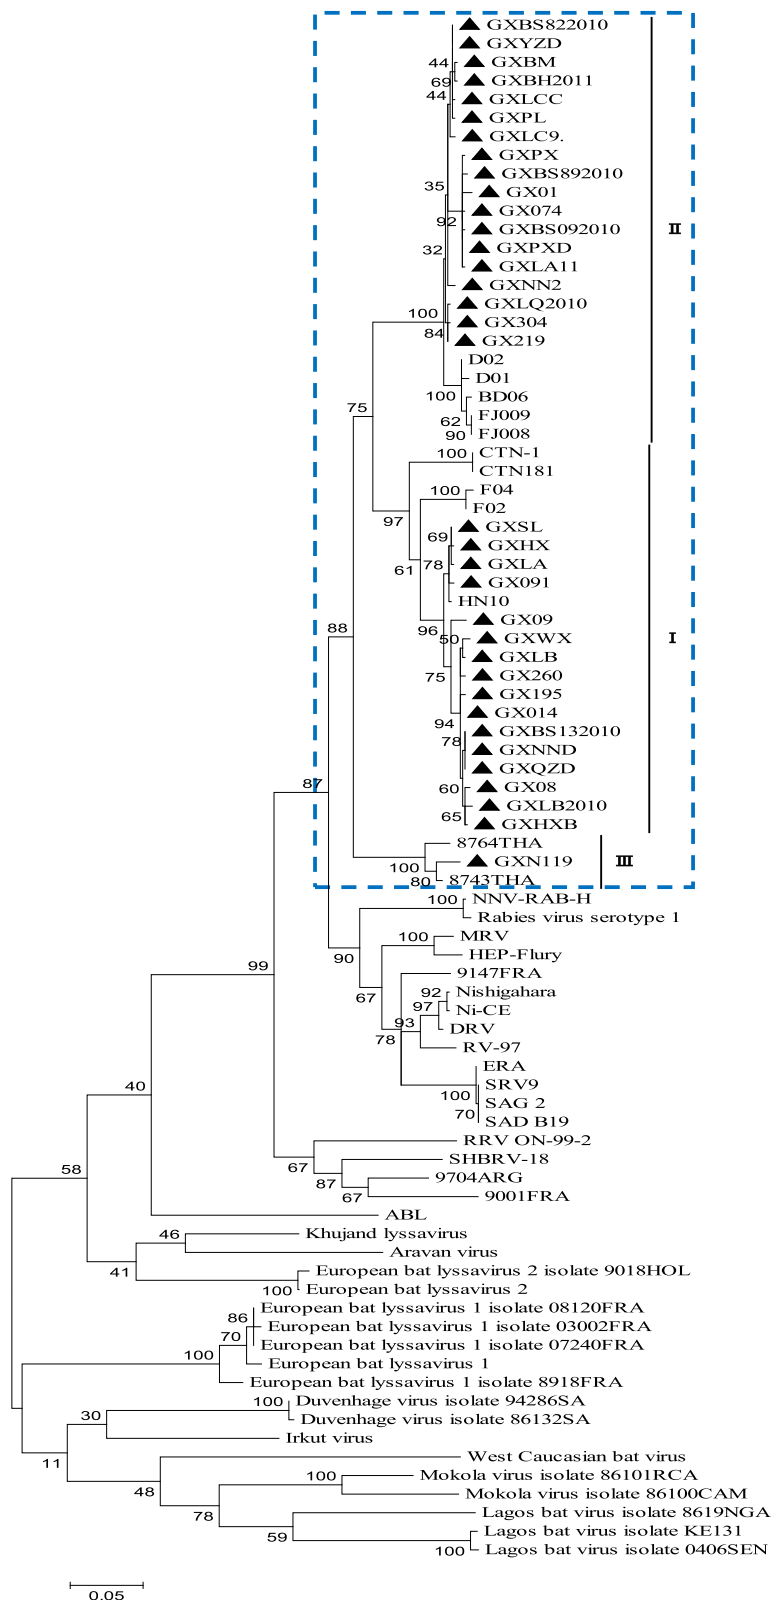 GXBS822010
GXYZD
44
GXBM
69
GXBH2011
44
GXLCC
GXPL
GXLC9.
GXPX
35
GXBS892010
GX01
92
GX074
GXBS092010
II
32
GXPXD
GXLA11
GXNN2
GXLQ2010
100
GX304
84
GX219
D02
D01
100
BD06
75
FJ009
62
FJ008
90
100
CTN-1
CTN181
100
F04
F02
97
GXSL
69
GXHX
61
78
GXLA
GX091
HN10
88
96
GX09
50
GXWX
I
GXLB
75
GX260
GX195
94
GX014
78
GXBS132010
GXNND
GXQZD
87
60
GX08
GXLB2010
65
GXHXB
8764THA
100
GXN119
III
80
8743THA
100
NNV-RAB-H
Rabies virus serotype 1
100
MRV
90
HEP-Flury
99
9147FRA
67
92
Nishigahara
97
Ni-CE
93
DRV
78
RV-97
ERA
40
SRV9
100
SAG 2
70
SAD B19
RRV ON-99-2
67
SHBRV-18
58
87
9704ARG
67
9001FRA
ABL
46
Khujand lyssavirus
Aravan virus
41
European bat lyssavirus 2 isolate 9018HOL
100
European bat lyssavirus 2
European bat lyssavirus 1 isolate 08120FRA
86
European bat lyssavirus 1 isolate 03002FRA
70
European bat lyssavirus 1 isolate 07240FRA
100
European bat lyssavirus 1
European bat lyssavirus 1 isolate 8918FRA
100
Duvenhage virus isolate 94286SA
30
Duvenhage virus isolate 86132SA
Irkut virus
11
West Caucasian bat virus
100
Mokola virus isolate 86101RCA
48
Mokola virus isolate 86100CAM
78
Lagos bat virus isolate 8619NGA
59
Lagos bat virus isolate KE131
100
Lagos bat virus isolate 0406SEN
0.05